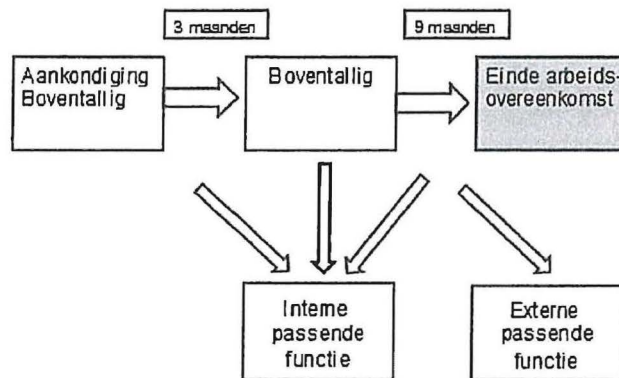 3 maanden
9 maanden
Aankondiging
Boventallig
Boventallig
Einde arbeids-
overeenkomst
Interne
passende
functie
Externe
passende
functie